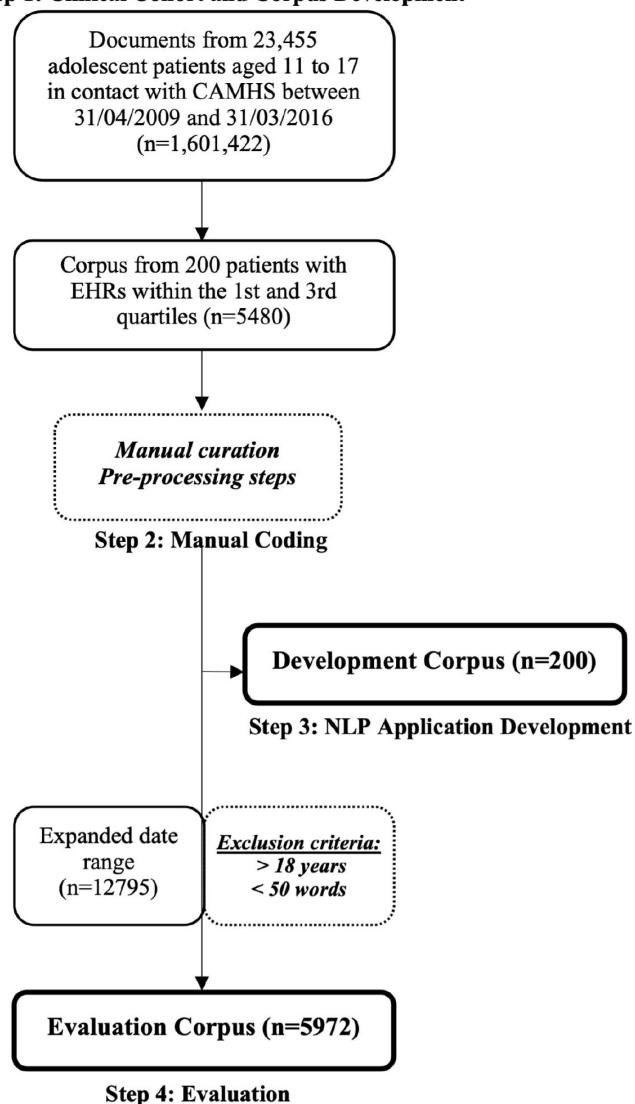 Documents from 23,455
adolescent patients aged 11 to 17
in contact with CAMHS between
31/04/2009 and 31/03/2016
(n=1,601,422)
Corpus from 200 patients with
EHRs within the 1st and 3rd
quartiles (n=5480)
Manual curation
Pre-processing steps
Step 2: Manual Coding
Development Corpus (n=200)
Step 3: NLP Application Development
Expanded date
range
(n=12795)
Exclusion criteria:
> 18 years
< 50 words
Evaluation Corpus (n=5972)
Step 4: Evaluation